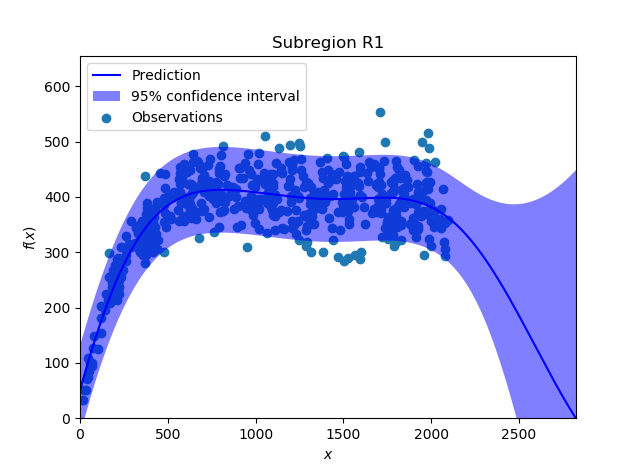 Subregion R1
Prediction
95% confidence interval
Observations
600
500
400
300
200
100
0
f(x)
0 500 1000 1500 2000 2500
x